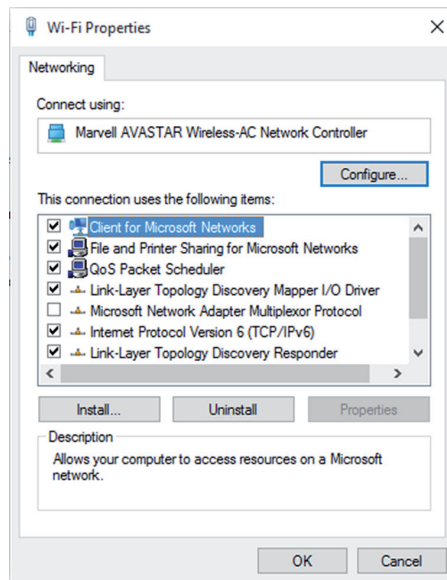 Wi-Fi Properties
Networking
Connect using:
Marvell AVASTAR Wireless-AC Network Controller
Configure...
This connection uses the following items:
Client for Microsoft Networks
File and Printer Sharing for Microsoft Networks
QoS Packet Scheduler
Link-Layer Topology Discovery Mapper I/O Driver
Microsoft Network Adapter Multiplexor Protocol
Internet Protocol Version 6 (TCP/IPv6)
Link-Layer Topology Discovery Responder
Install... Uninstall Properties
Description
Allows your computer to access resources on a Microsoft
network.
OK Cancel